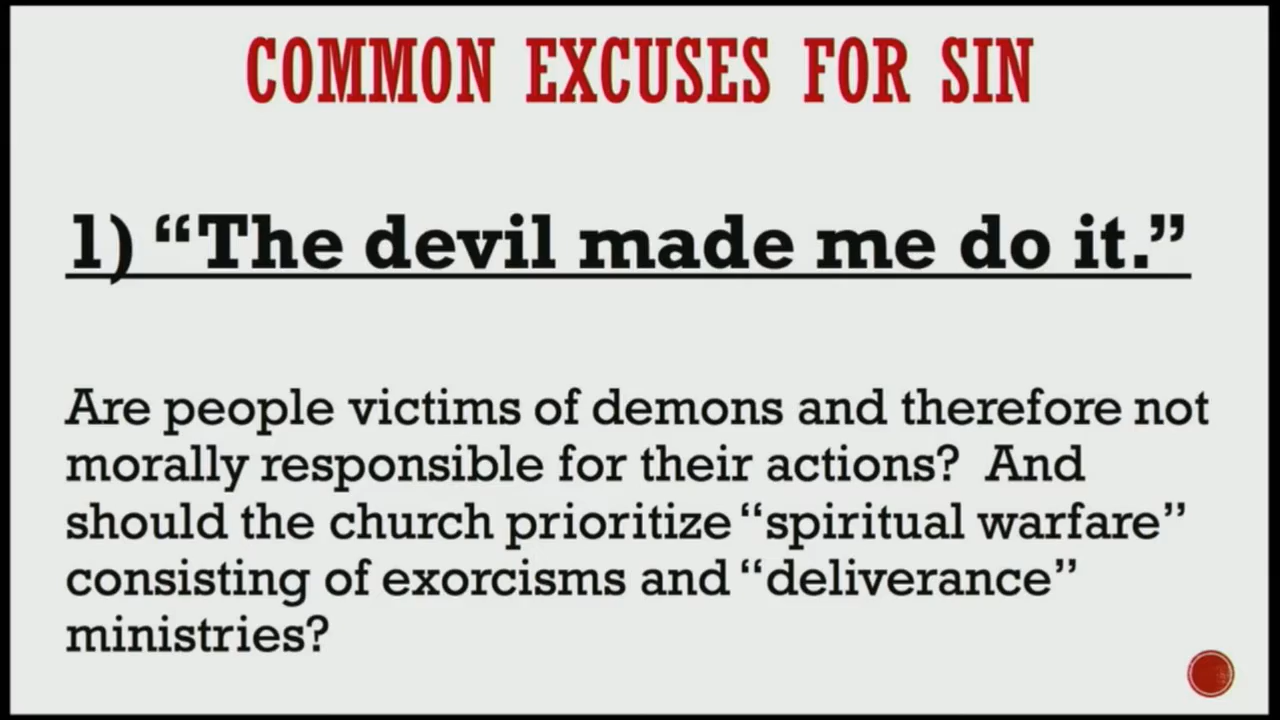 COMMON EXCUSES FOR SIN
1) “The devil made me do it.”
Are people victims of demons and therefore not
morally responsible for their actions?  And
should the church prioritize “spiritual warfare”
consisting of exorcisms and “deliverance”
ministries?